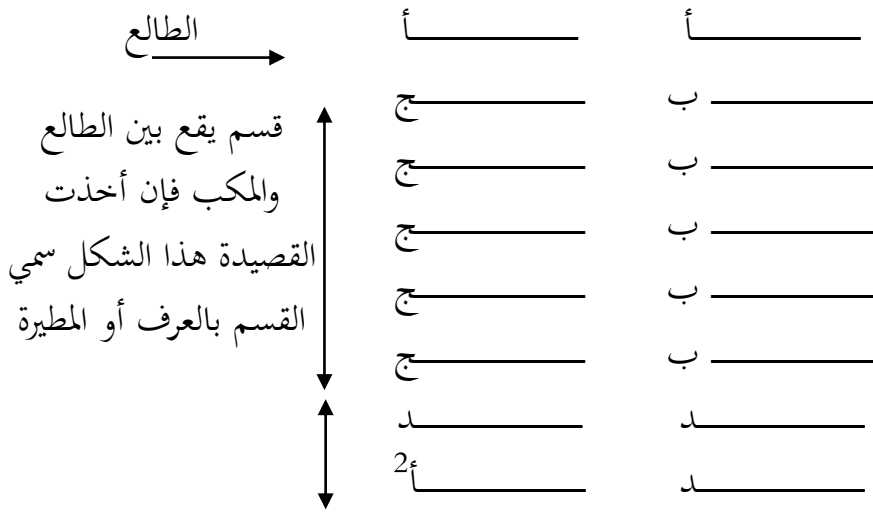 أ أ الطالع
ب ج
ب ج قسم يقع بين الطالع
ب ج والمكب فإن أخذت
ب ج القصيدة هذا الشكل سمي
ب ج القسم بالعرف أو المطيرة
د د
د أ2